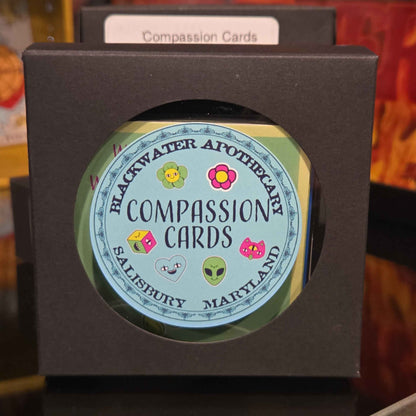 Compassion Cards
BLACKWATER APOTHECARY
COMPASSION
CARDS
SALISBURY MARYLAND